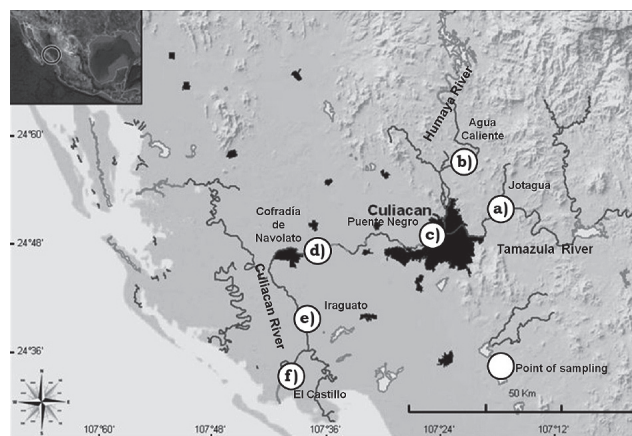 Humaya River
Agua
Caliente
24°60'
b)
Jotagua
a)
Cofradía
de
Navolato
Culiacan
Puente Negro
c)
d)
24°48'
Tamazula River
Culiacan River
Iraguato
e)
24°36'
f)
El Castillo
Point of sampling
50 Km
107°60'
107°48'
107°36'
107°24'
107°12'